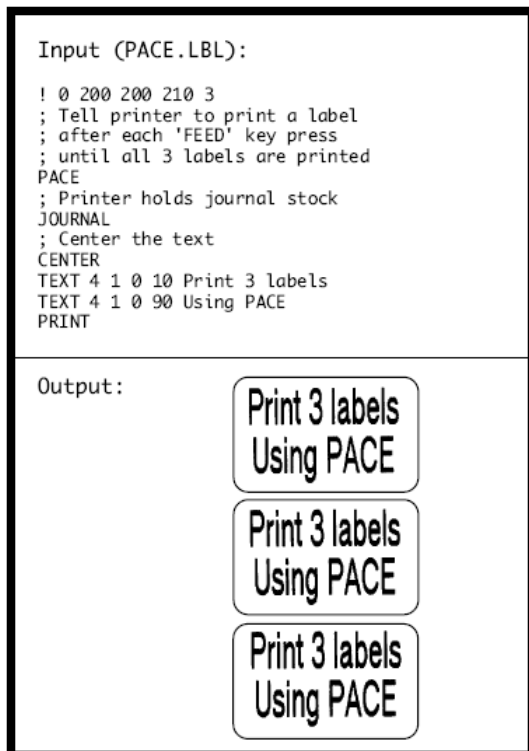 Input (PACE.LBL):
! 0 200 200 210 3
; Tell printer to print a label
; after each 'FEED' key press
; until all 3 labels are printed
PACE
; Printer holds journal stock
JOURNAL
; Center the text
CENTER
TEXT 4 1 0 10 Print 3 labels
TEXT 4 1 0 90 Using PACE
PRINT
Output:
Print 3 labels
Using PACE
Print 3 labels
Using PACE
Print 3 labels
Using PACE